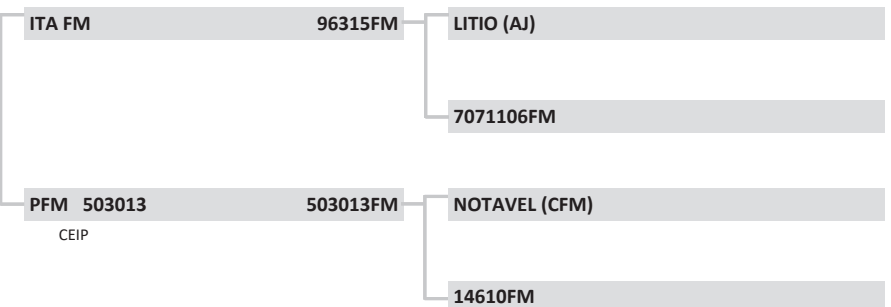 ITA FM 96315FM LITIO (AJ)
7071106FM
PFM 503013 503013FM NOTAVEL (CFM)
CEIP
14610FM